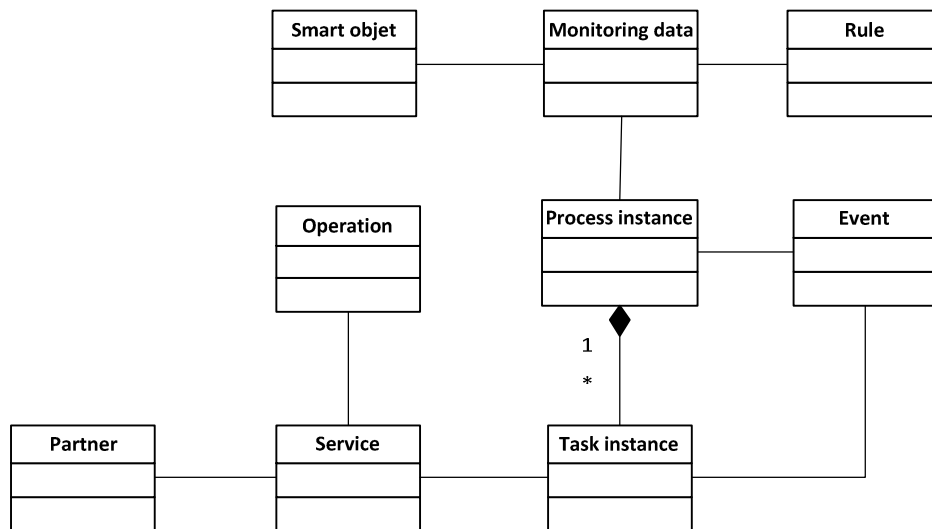 Smart objet
Monitoring data
Rule
Operation
Process instance
Event
1
*
Partner
Service
Task instance